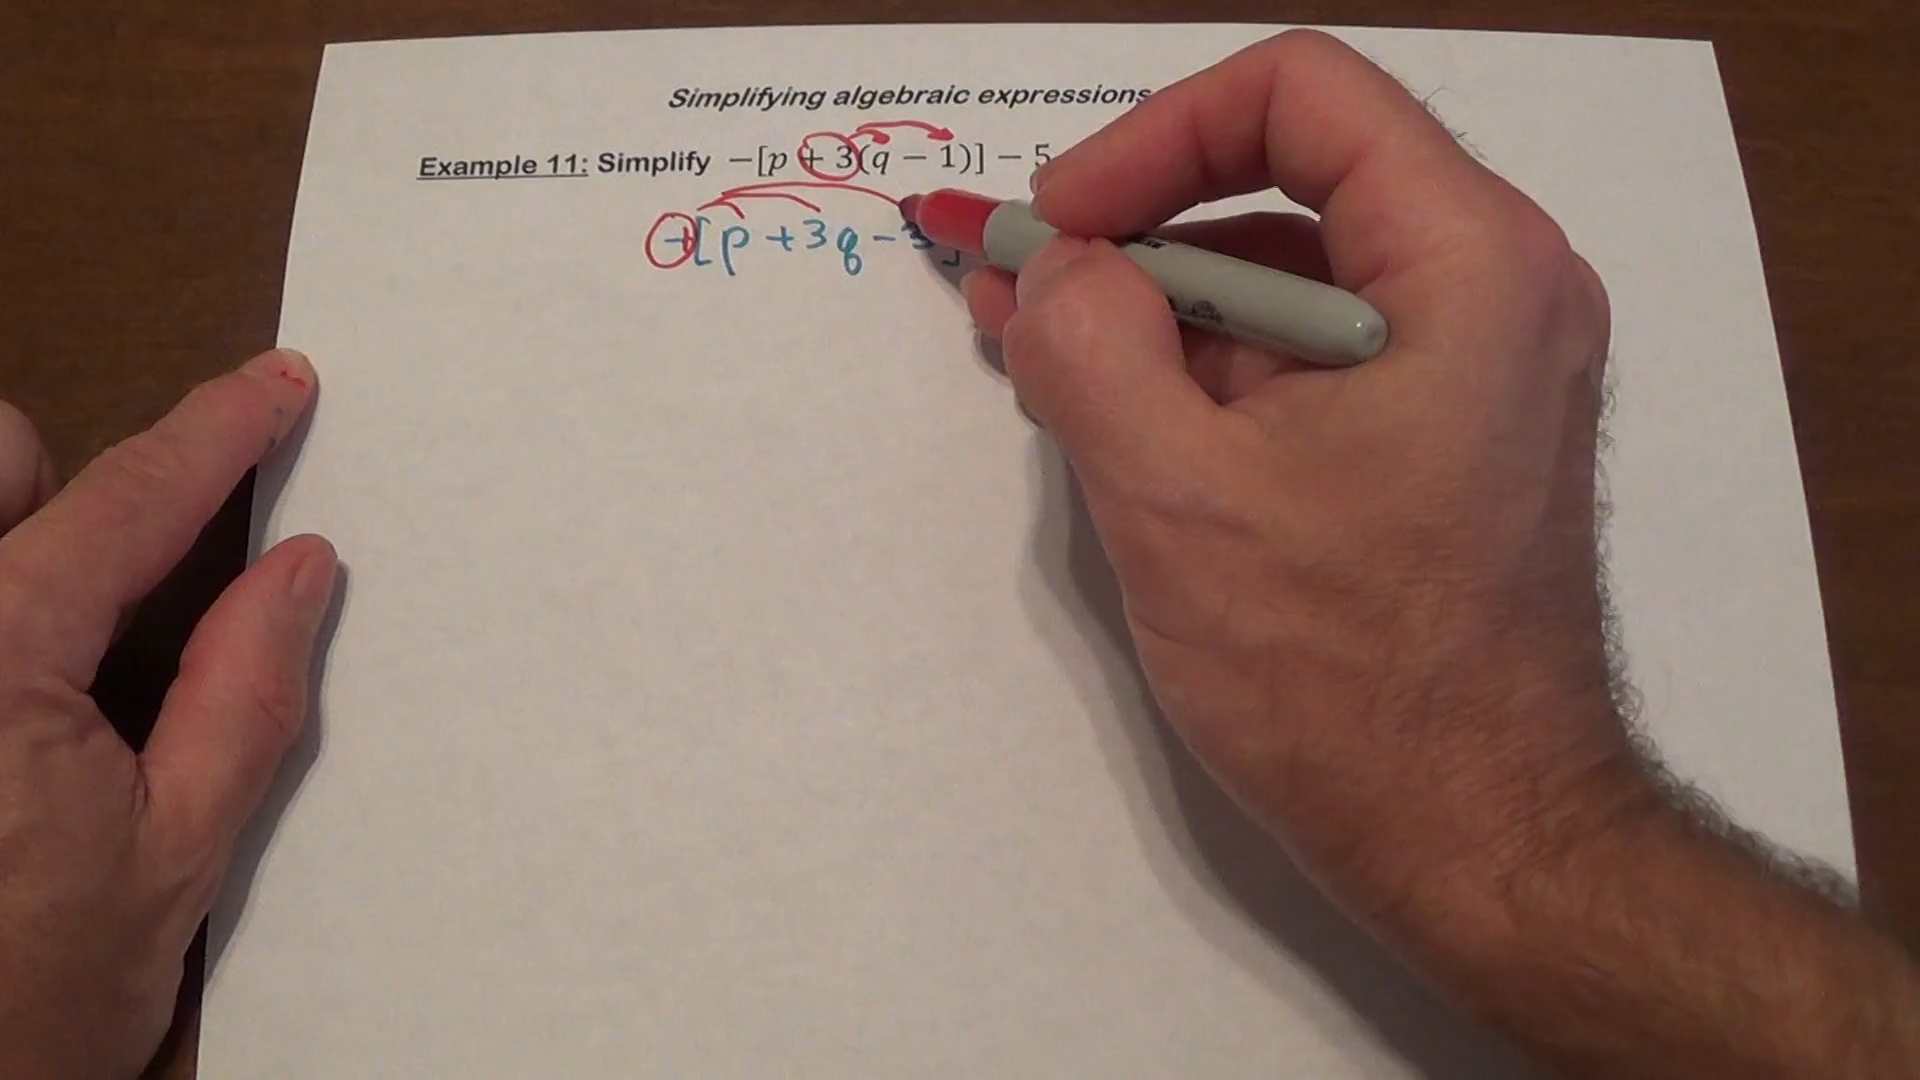 Simplifying algebraic expressions
Example 11: Simplify −[p + 3(q − 1)] − 5
−[p + 3q − 3]